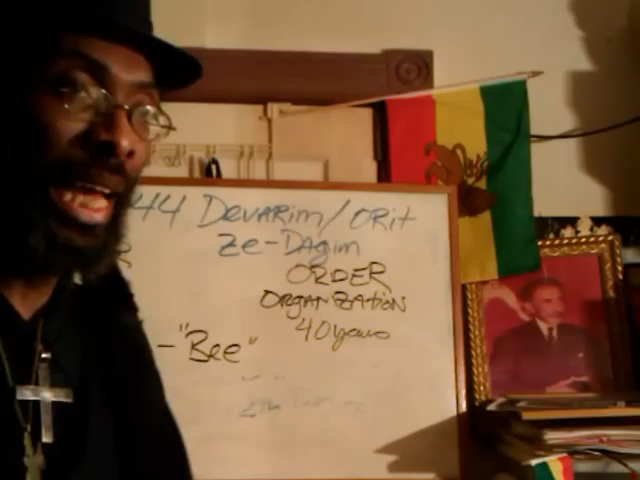 44 DEVARIM/ORIT
ZE-DAGIM
ORDER
ORGANIZATION
40 years
-"Bee"